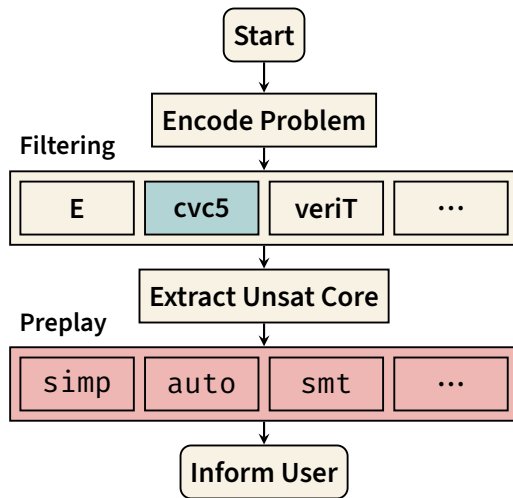 Start
Encode Problem
Filtering
E cvc5 veriT ...
Extract Unsat Core
Preplay
simp auto smt ...
Inform User